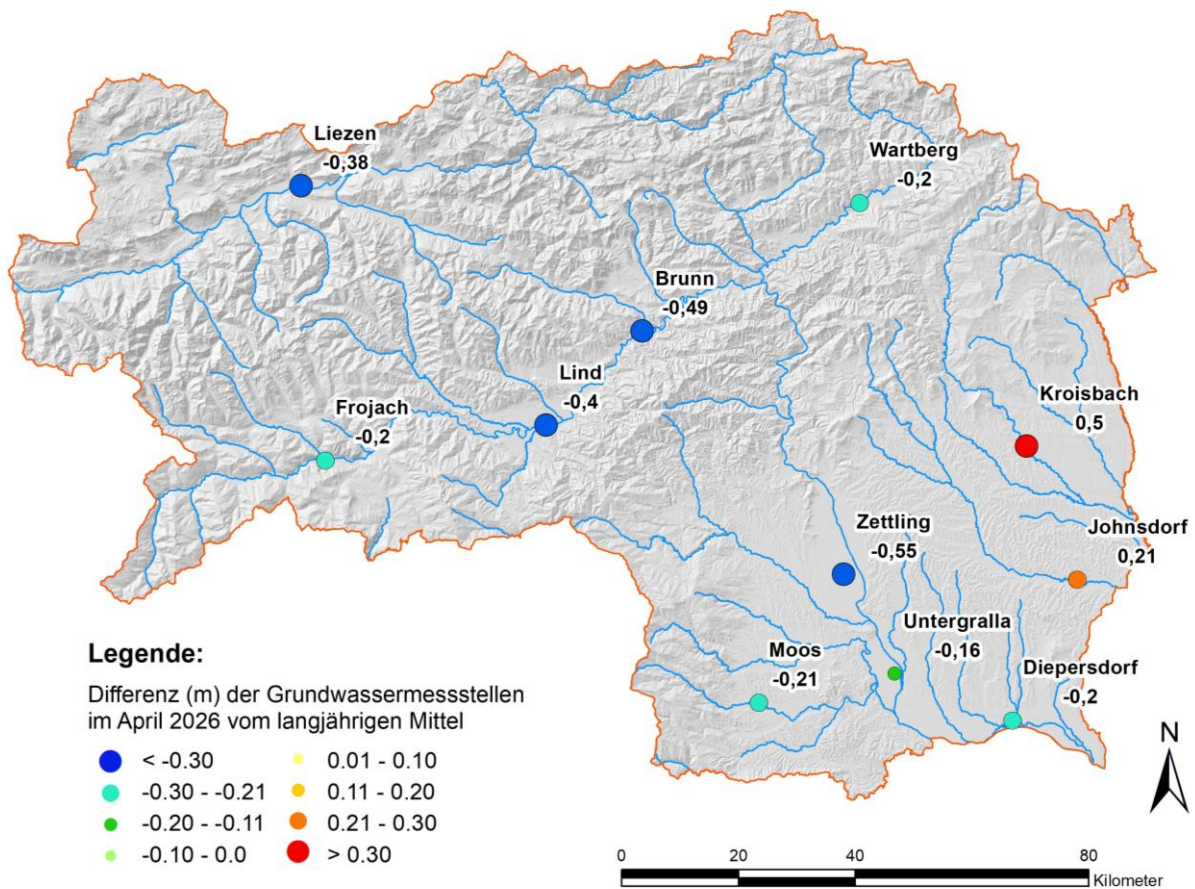 Liezen
-0,38
Wartberg
-0,2
Brunn
-0,49
Lind
-0,4
Frojach
-0,2
Kroisbach
0,5
Johnsdorf
0,21
Zettling
-0,55
Untergralla
-0,16
Moos
-0,21
Diepersdorf
-0,2
Legende:
Differenz (m) der Grundwassermessstellen
im April 2026 vom langjährigen Mittel
< -0.30
-0.30 - -0.21
-0.20 - -0.11
-0.10 - 0.0
0.01 - 0.10
0.11 - 0.20
0.21 - 0.30
> 0.30
N
0 20 40 80
Kilometer